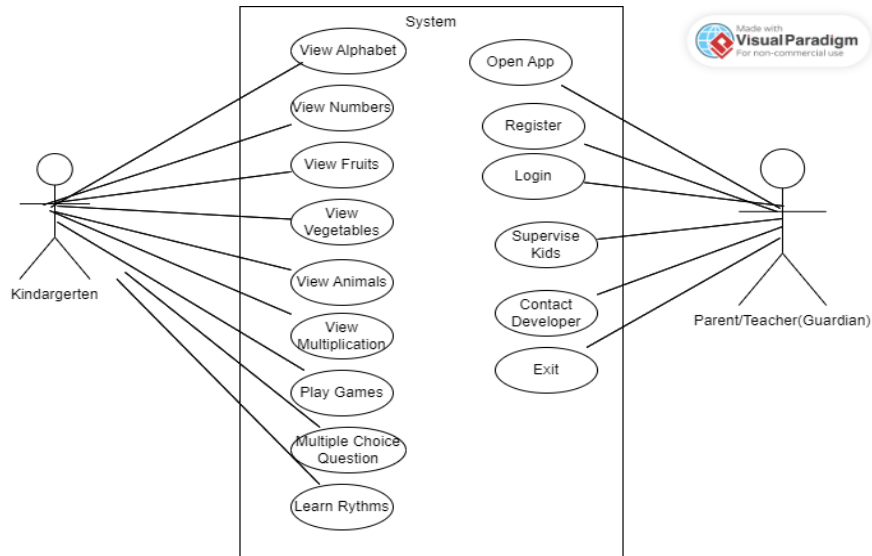 System
Made with
Visual Paradigm
For non-commercial use
View Alphabet
View Numbers
View Fruits
View
Vegetables
View Animals
View
Multiplication
Play Games
Multiple Choice
Question
Learn Rythms
Open App
Register
Login
Supervise
Kids
Contact
Developer
Exit
Kindargerten
Parent/Teacher(Guardian)